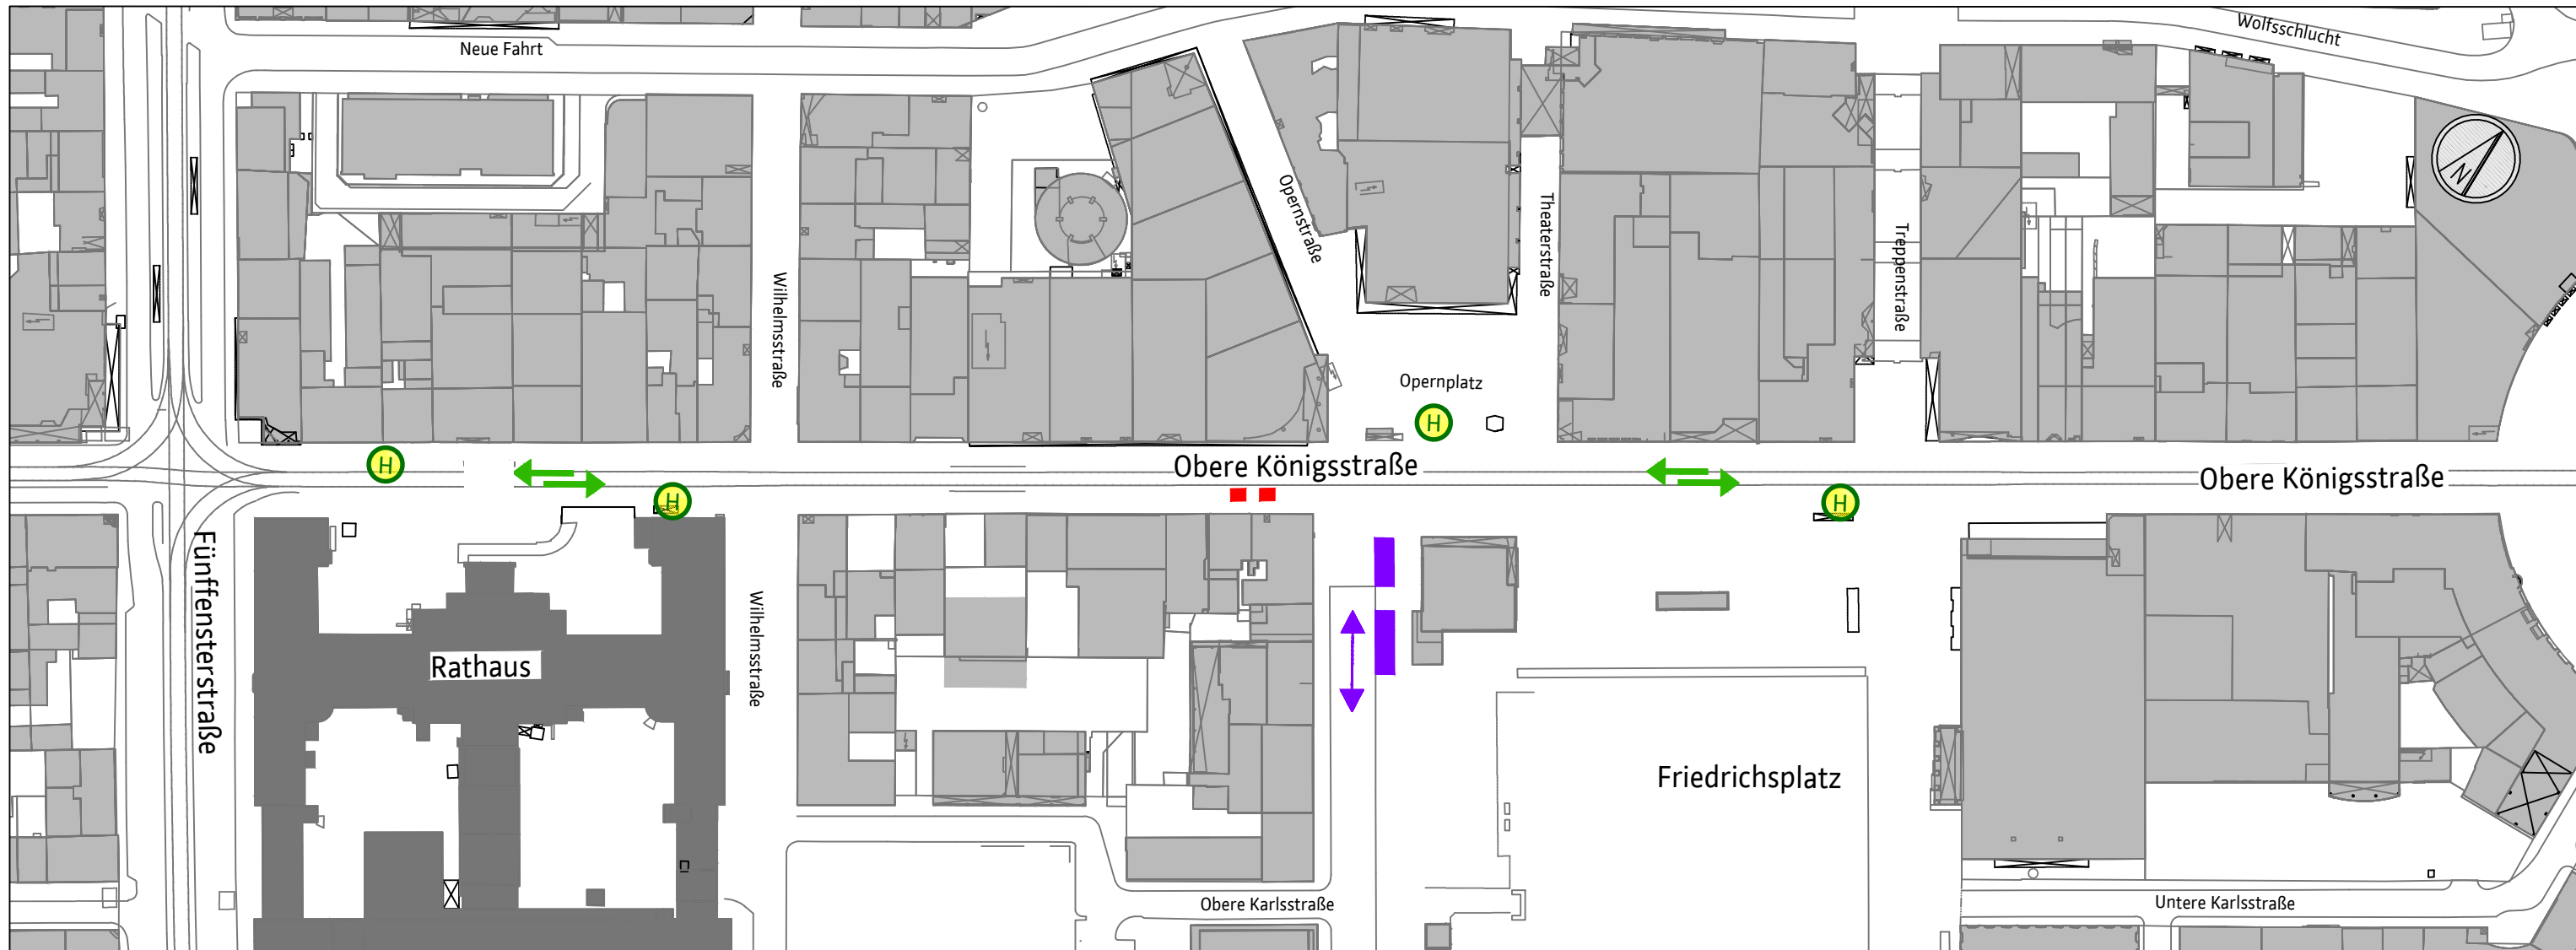 Neue Fahrt
Wolfsschlucht
N
Opernstraße
Theaterstraße
Treppenstraße
Wilhelmsstraße
Opernplatz
H
H
Obere Königsstraße
Obere Königsstraße
H
H
Fünffensterstraße
Wilhelmsstraße
Rathaus
Friedrichsplatz
Obere Karlsstraße
Untere Karlsstraße